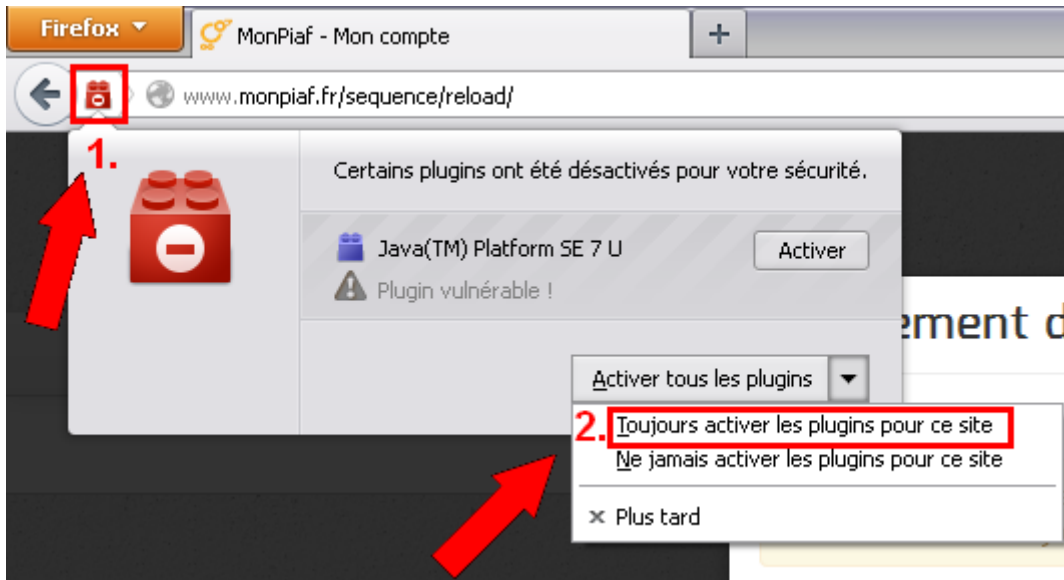 Firefox
MonPiaf - Mon compte
www.monpiaf.fr/sequence/reload/
1.
Certains plugins ont été désactivés pour votre sécurité.
Java(TM) Platform SE 7 U
Activer
Plugin vulnérable !
ement d
Activer tous les plugins
2.
Toujours activer les plugins pour ce site
Ne jamais activer les plugins pour ce site
× Plus tard